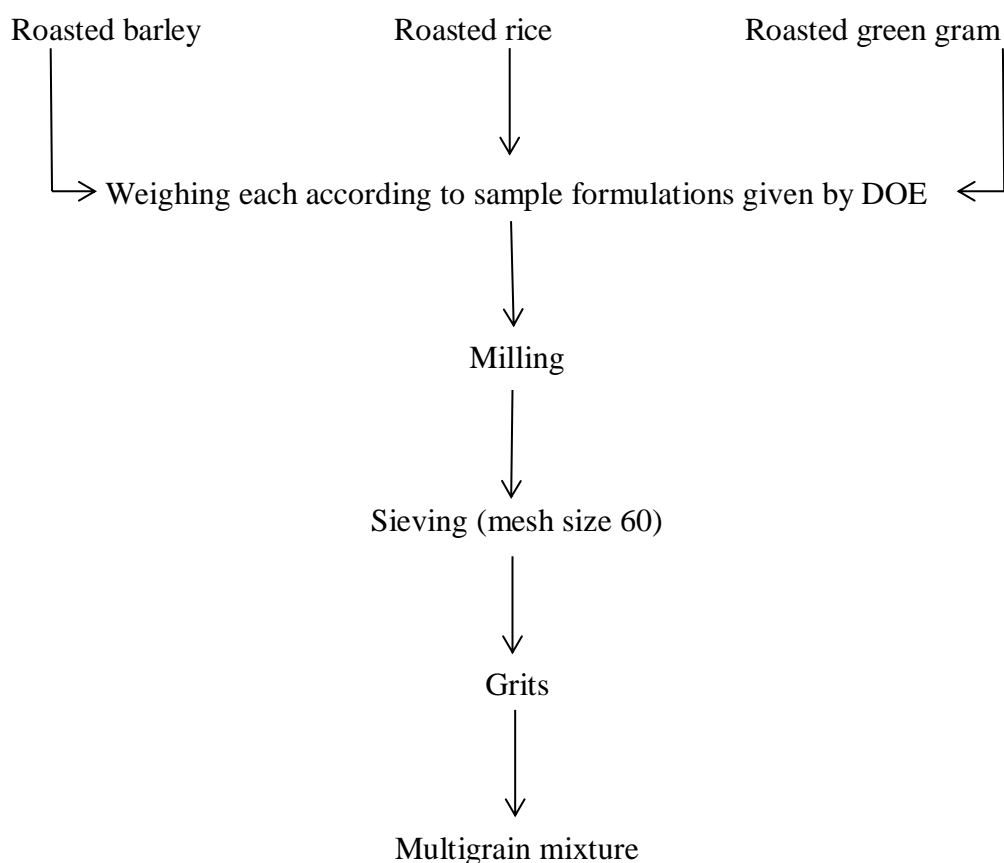 Roasted barley Roasted rice Roasted green gram
Weighing each according to sample formulations given by DOE
Milling
Sieving (mesh size 60)
Grits
Multigrain mixture